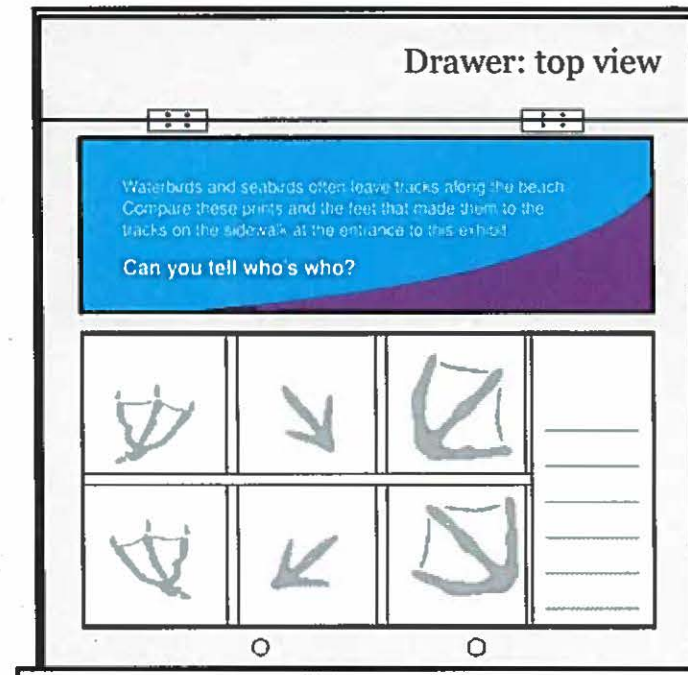 Drawer: top view
Waterbirds and seabirds often leave tracks along the beach.
Compare these prints and the feet that made them to the
tracks on the sidewalk at the entrance to this exhibit.
Can you tell who's who?